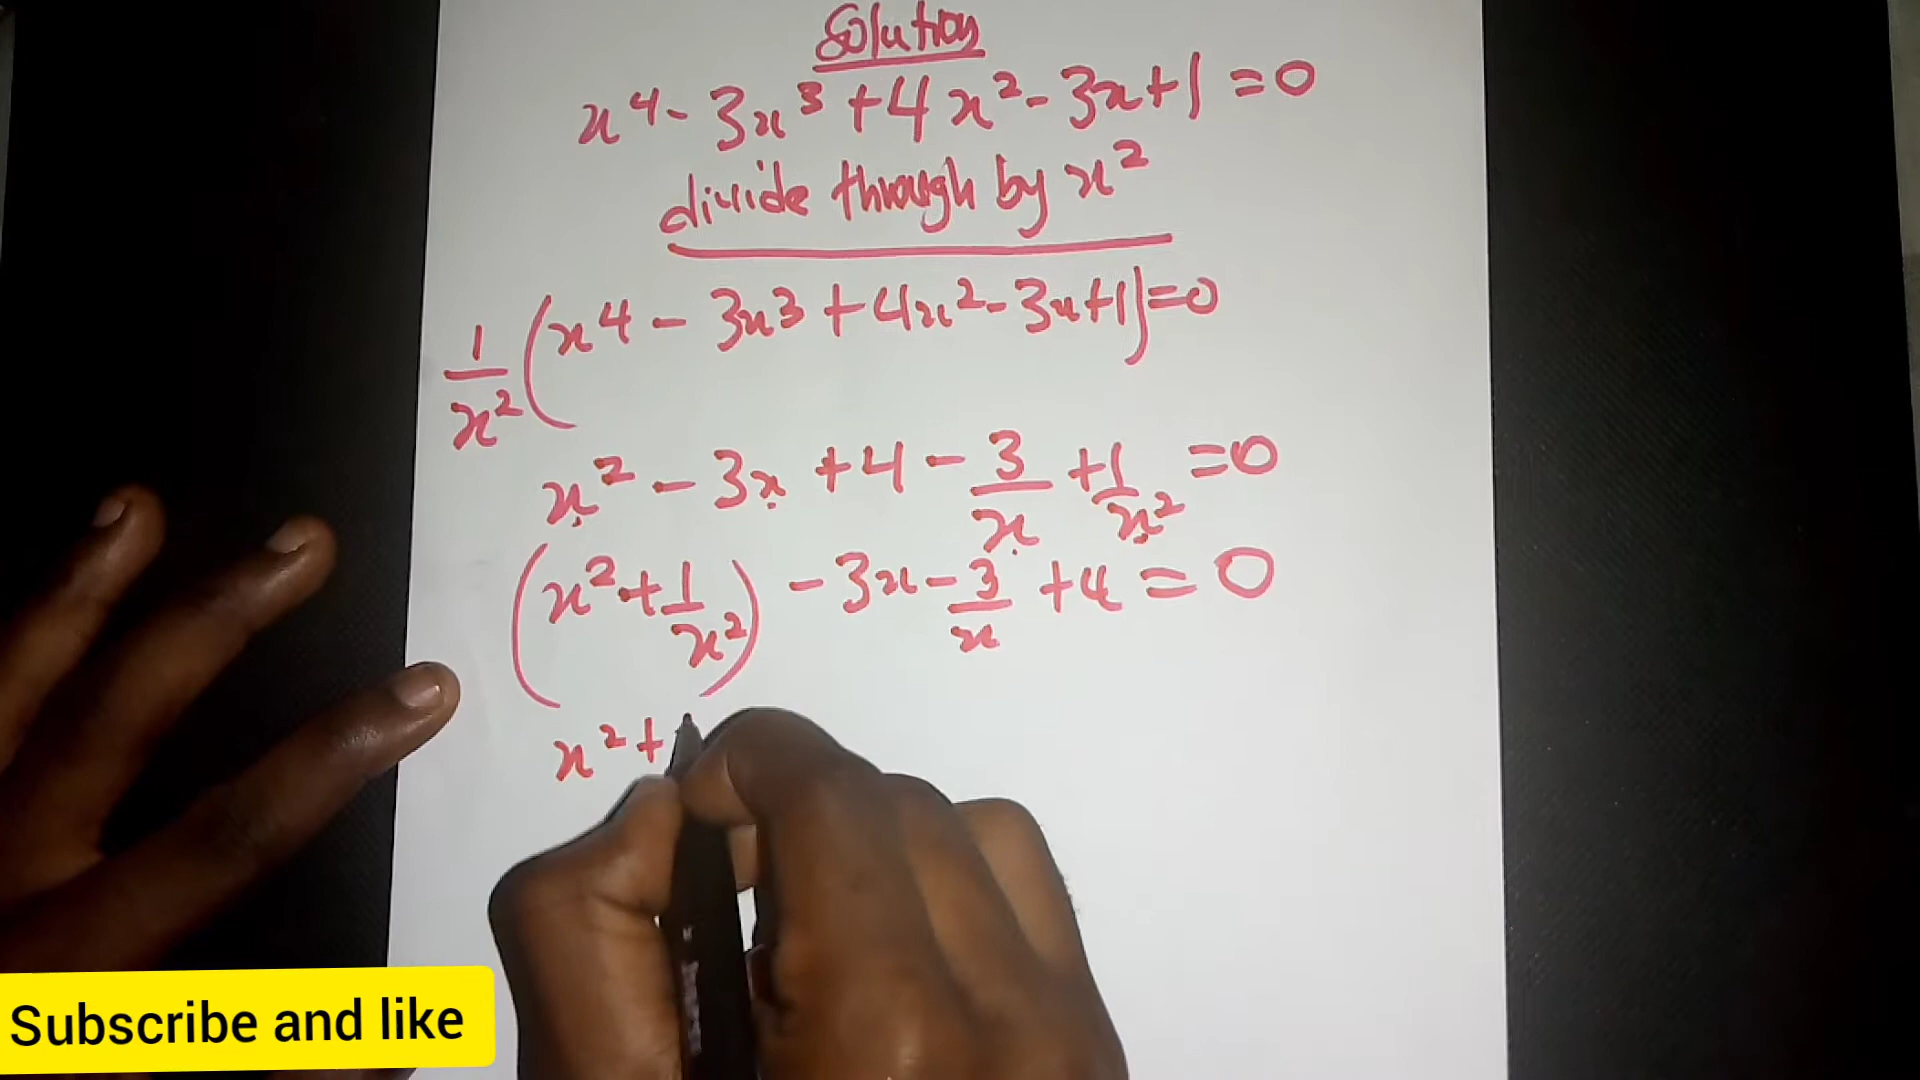 Solution
x⁴ - 3x³ + 4x² - 3x + 1 = 0
divide through by x²
1/x² (x⁴ - 3x³ + 4x² - 3x + 1) = 0
x² - 3x + 4 - 3/x + 1/x² = 0
(x² + 1/x²) - 3x - 3/x + 4 = 0
x² +
Subscribe and like